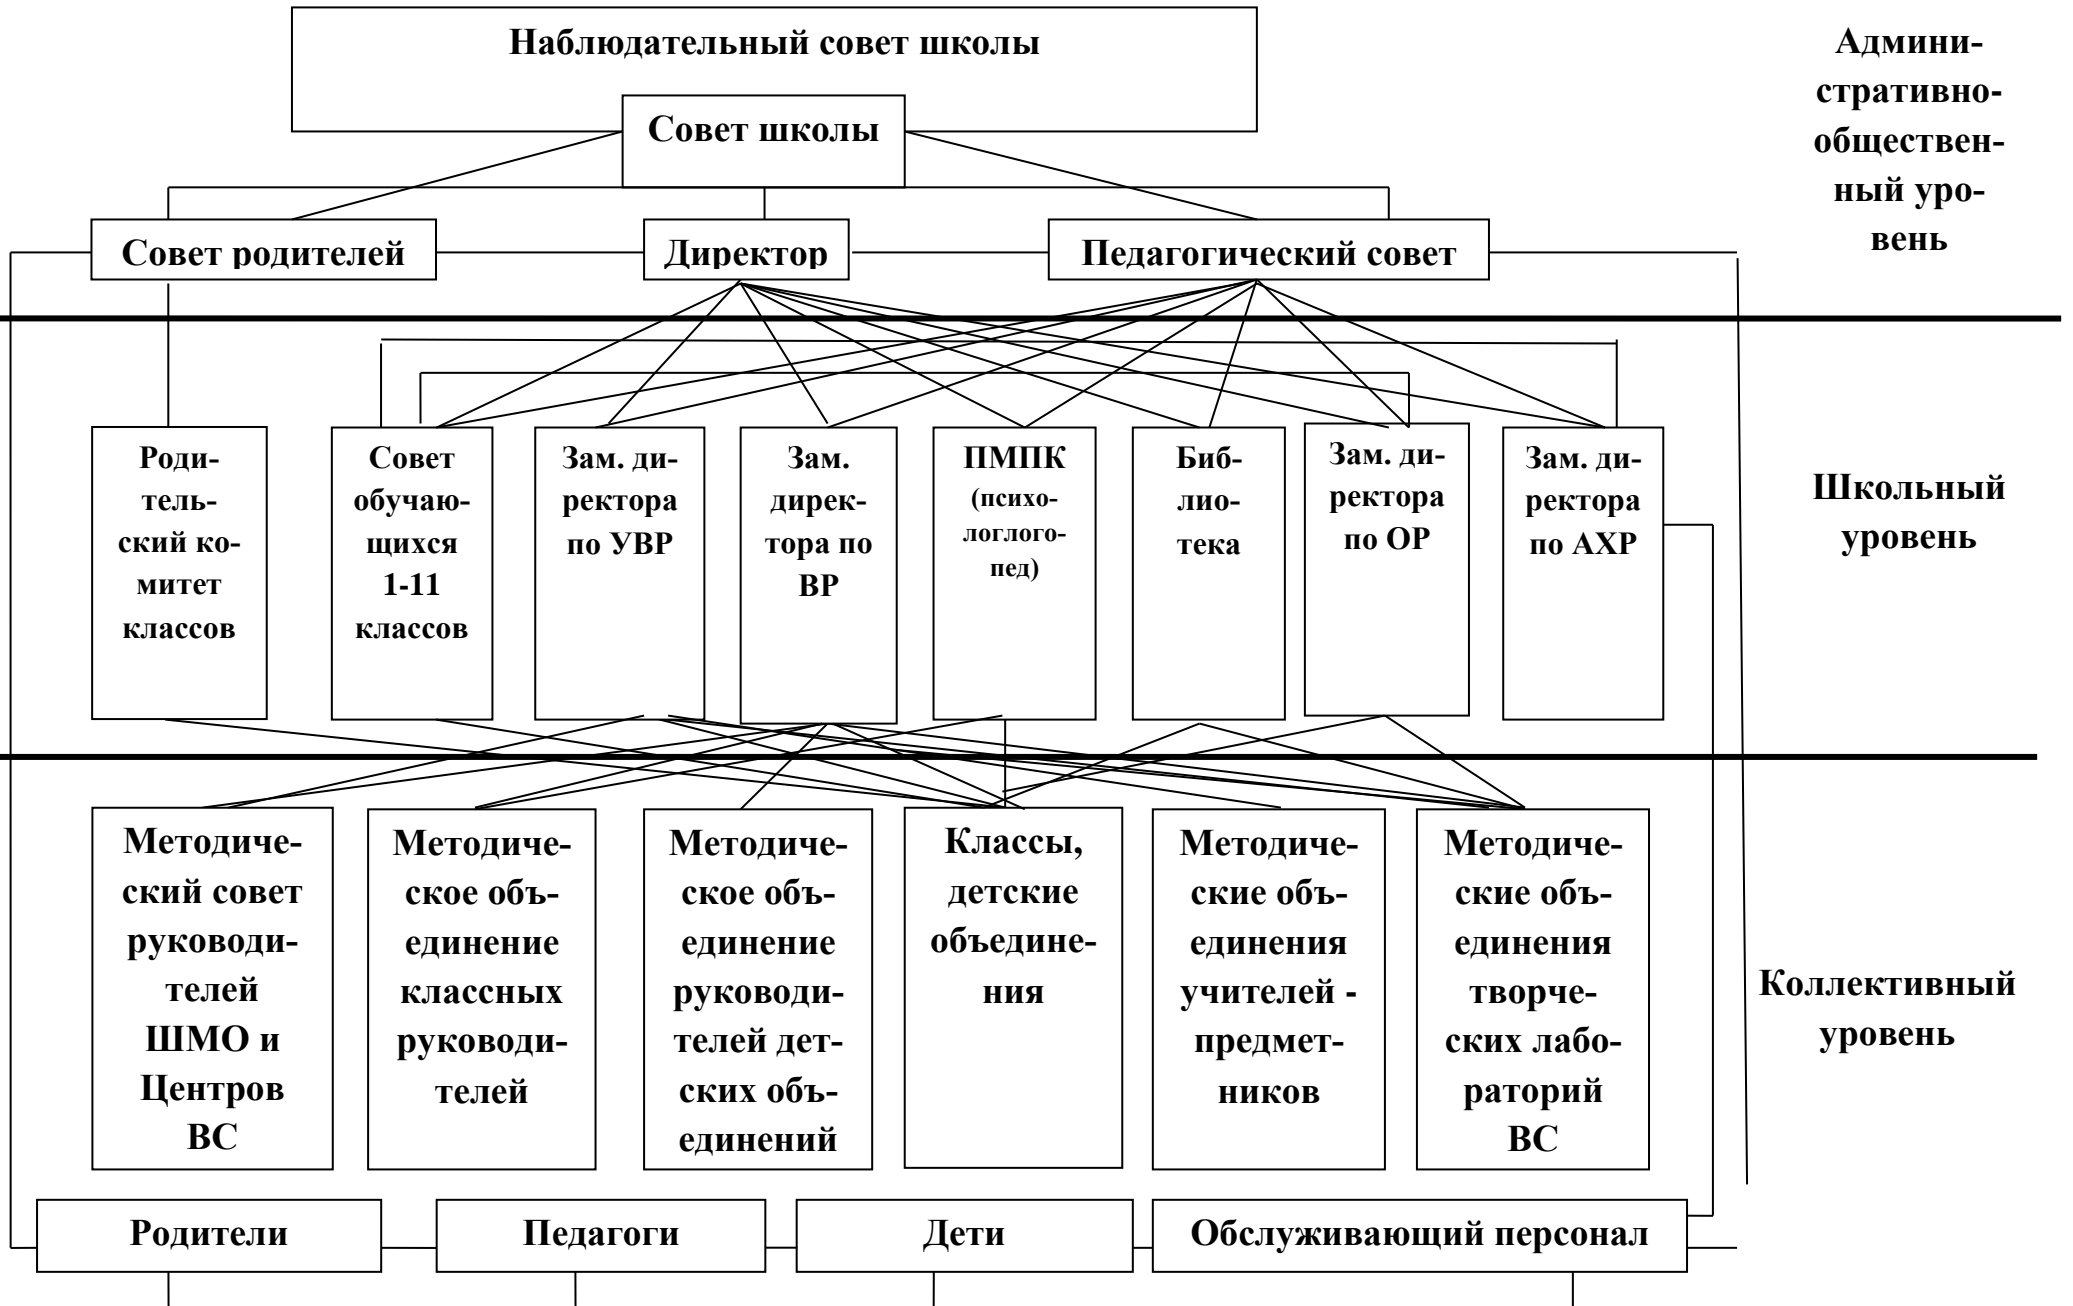 Наблюдательный совет школы
Админи-
стративно-
обществен-
ный уро-
вень
Совет школы
Совет родителей
Директор
Педагогический совет
Роди-
тель-
ский ко-
митет
классов
Совет
обучаю-
щихся
1-11
классов
Зам. ди-
ректора
по УВР
Зам.
дирек-
тора по
ВР
ПМПК
(психо-
логлого-
пед)
Биб-
лио-
тека
Зам. ди-
ректора
по ОР
Зам. ди-
ректора
по АХР
Школьный
уровень
Методиче-
ский совет
руководи-
телей
ШМО и
Центров
ВС
Методиче-
ское объ-
единение
классных
руководи-
телей
Методиче-
ское объ-
единение
руководи-
телей дет-
ских объ-
единений
Классы,
детские
объедине-
ния
Методиче-
ские объ-
единения
учителей -
предмет-
ников
Методиче-
ские объ-
единения
творче-
ских лабо-
раторий
ВС
Коллективный
уровень
Родители
Педагоги
Дети
Обслуживающий персонал